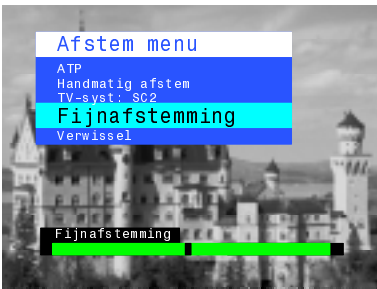 Afstem menu
ATP
Handmatig afstem
TV-syst: SC2
Fijnafstemming
Verwissel
Fijnafstemming